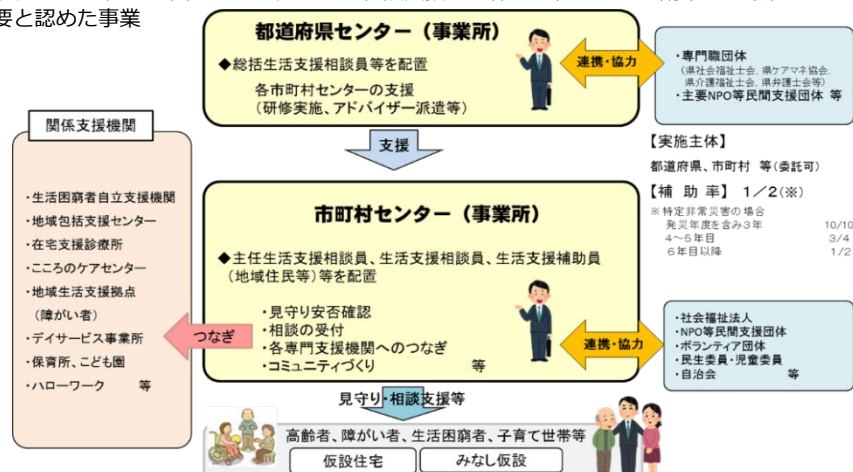 要と認めた事業
都道府県センター（事業所）
◆総括生活支援相談員等を配置
各市町村センターの支援
（研修実施、アドバイザー派遣等）
連携・協力
・専門職団体
（県社会福祉士会、県ケアマネ協会、
県介護福祉士会、県弁護士会等）
・主要NPO等民間支援団体 等
支援
【実施主体】
都道府県、市町村 等（委託可）
【補 助 率】 1／2（※）
※特定非常災害の場合
発災年度を含み3年 10/10
4～5年目 3/4
6年目以降 1/2
関係支援機関
・生活困窮者自立支援機関
・地域包括支援センター
・在宅支援診療所
・こころのケアセンター
・地域生活支援拠点
（障がい者）
・デイサービス事業所
・保育所、こども園
・ハローワーク 等
つなぎ
市町村センター（事業所）
◆主任生活支援相談員、生活支援相談員、生活支援補助員
（地域住民等）等を配置
・見守り安否確認
・相談の受付
・各専門支援機関へのつなぎ
・コミュニティづくり 等
連携・協力
・社会福祉法人
・NPO等民間支援団体
・ボランティア団体
・民生委員・児童委員
・自治会 等
見守り・相談支援等
高齢者、障がい者、生活困窮者、子育て世帯等
仮設住宅
みなし仮設